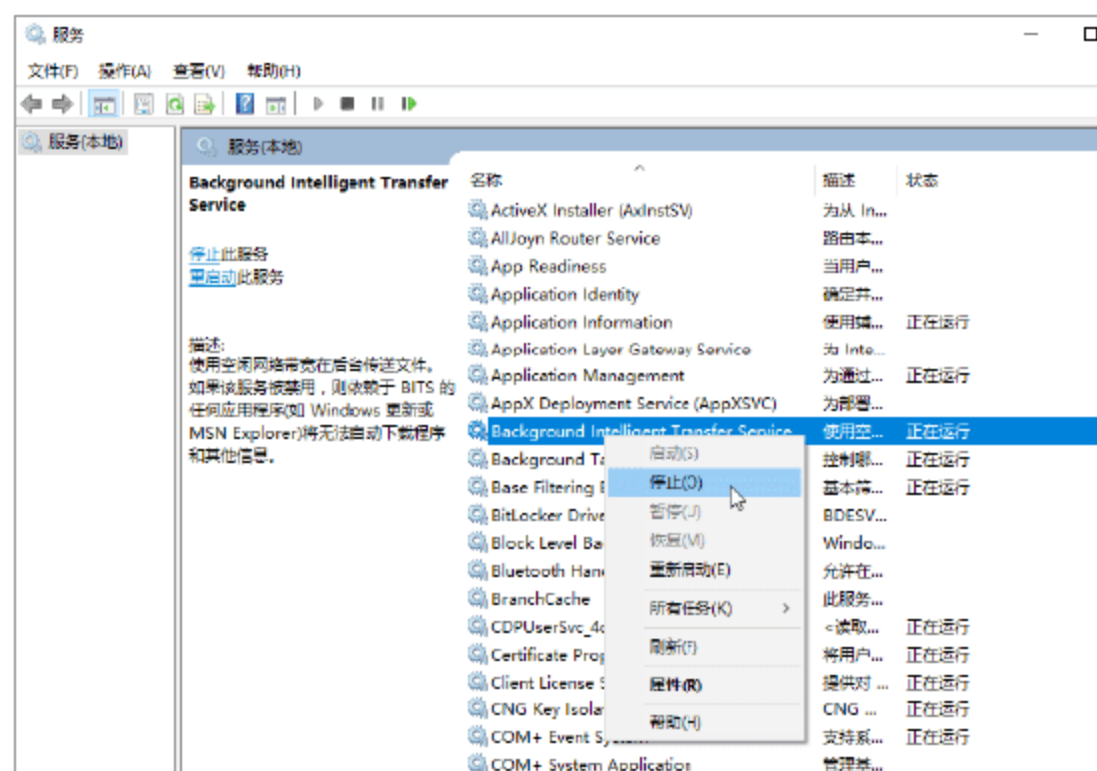 服务
文件(F) 操作(A) 查看(V) 帮助(H)
服务(本地)
服务(本地)
Background Intelligent Transfer Service
停止此服务
重启动此服务
描述:
使用空闲网络带宽在后台传送文件。
如果该服务被禁用，则依赖于 BITS 的
任何应用程序(如 Windows 更新或
MSN Explorer)将无法自动下载程序
和其他信息。
名称 描述 状态
ActiveX Installer (AxInstSV) 为从 In...
AllJoyn Router Service 路由本...
App Readiness 当用户...
Application Identity 确定并...
Application Information 使用辅... 正在运行
Application Layer Gateway Service 为 Inte...
Application Management 为通过... 正在运行
AppX Deployment Service (AppXSVC) 为部署...
Background Intelligent Transfer Service 使用空... 正在运行
Background Ta 控制哪... 正在运行
Base Filtering E 基本筛... 正在运行
BitLocker Drive BDESV...
Block Level Ba Windo...
Bluetooth Han 允许在...
BranchCache 此服务...
CDPUserSvc_4c <读取... 正在运行
Certificate Prop 将用户... 正在运行
Client License S 提供对 ... 正在运行
CNG Key Isola CNG ... 正在运行
COM+ Event System 支持系... 正在运行
COM+ System Application 管理基...
启动(S)
停止(O)
暂停(U)
恢复(M)
重新启动(E)
所有任务(K)
刷新(F)
属性(R)
帮助(H)